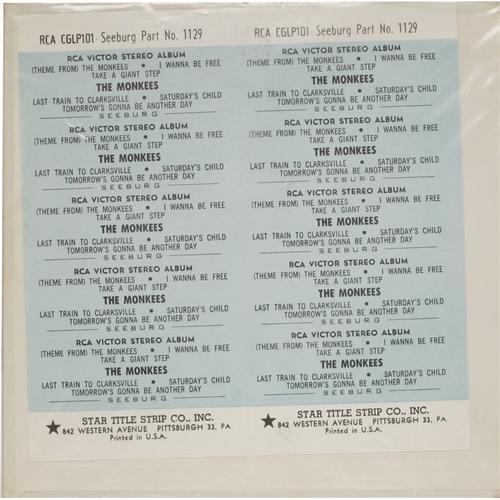 RCA CGLP101 Seeburg Part No. 1129
RCA VICTOR STEREO ALBUM
(THEME FROM) THE MONKEES • I WANNA BE FREE
TAKE A GIANT STEP
THE MONKEES
LAST TRAIN TO CLARKSVILLE • SATURDAY'S CHILD
TOMORROW'S GONNA BE ANOTHER DAY
SEEBURG
RCA VICTOR STEREO ALBUM
(THEME FROM) THE MONKEES • I WANNA BE FREE
TAKE A GIANT STEP
THE MONKEES
LAST TRAIN TO CLARKSVILLE • SATURDAY'S CHILD
TOMORROW'S GONNA BE ANOTHER DAY
SEEBURG
RCA VICTOR STEREO ALBUM
(THEME FROM) THE MONKEES • I WANNA BE FREE
TAKE A GIANT STEP
THE MONKEES
LAST TRAIN TO CLARKSVILLE • SATURDAY'S CHILD
TOMORROW'S GONNA BE ANOTHER DAY
SEEBURG
RCA VICTOR STEREO ALBUM
(THEME FROM) THE MONKEES • I WANNA BE FREE
TAKE A GIANT STEP
THE MONKEES
LAST TRAIN TO CLARKSVILLE • SATURDAY'S CHILD
TOMORROW'S GONNA BE ANOTHER DAY
SEEBURG
RCA VICTOR STEREO ALBUM
(THEME FROM) THE MONKEES • I WANNA BE FREE
TAKE A GIANT STEP
THE MONKEES
LAST TRAIN TO CLARKSVILLE • SATURDAY'S CHILD
TOMORROW'S GONNA BE ANOTHER DAY
SEEBURG
STAR TITLE STRIP CO., INC.
842 WESTERN AVENUE PITTSBURGH 33, PA.
Printed in U.S.A.
RCA CGLP101 Seeburg Part No. 1129
RCA VICTOR STEREO ALBUM
(THEME FROM) THE MONKEES • I WANNA BE FREE
TAKE A GIANT STEP
THE MONKEES
LAST TRAIN TO CLARKSVILLE • SATURDAY'S CHILD
TOMORROW'S GONNA BE ANOTHER DAY
SEEBURG
RCA VICTOR STEREO ALBUM
(THEME FROM) THE MONKEES • I WANNA BE FREE
TAKE A GIANT STEP
THE MONKEES
LAST TRAIN TO CLARKSVILLE • SATURDAY'S CHILD
TOMORROW'S GONNA BE ANOTHER DAY
SEEBURG
RCA VICTOR STEREO ALBUM
(THEME FROM) THE MONKEES • I WANNA BE FREE
TAKE A GIANT STEP
THE MONKEES
LAST TRAIN TO CLARKSVILLE • SATURDAY'S CHILD
TOMORROW'S GONNA BE ANOTHER DAY
SEEBURG
RCA VICTOR STEREO ALBUM
(THEME FROM) THE MONKEES • I WANNA BE FREE
TAKE A GIANT STEP
THE MONKEES
LAST TRAIN TO CLARKSVILLE • SATURDAY'S CHILD
TOMORROW'S GONNA BE ANOTHER DAY
SEEBURG
RCA VICTOR STEREO ALBUM
(THEME FROM) THE MONKEES • I WANNA BE FREE
TAKE A GIANT STEP
THE MONKEES
LAST TRAIN TO CLARKSVILLE • SATURDAY'S CHILD
TOMORROW'S GONNA BE ANOTHER DAY
SEEBURG
STAR TITLE STRIP CO., INC.
842 WESTERN AVENUE PITTSBURGH 33, PA.
Printed in U.S.A.